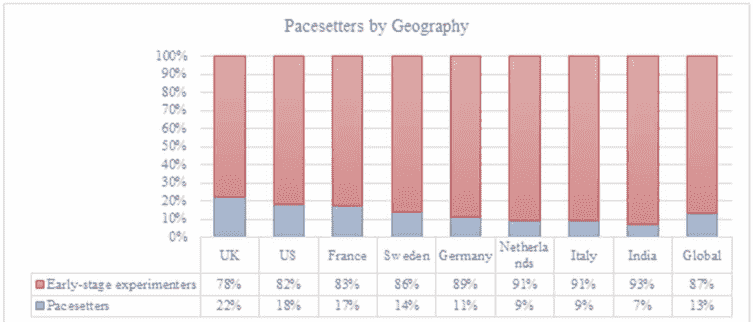 Pacesetters by Geography
100%
90%
80%
70%
60%
50%
40%
30%
20%
10%
0%
UK US France Sweden Germany Netherla Italy India Global
nds
Early-stage experimenters 78% 82% 83% 86% 89% 91% 91% 93% 87%
Pacesetters 22% 18% 17% 14% 11% 9% 9% 7% 13%